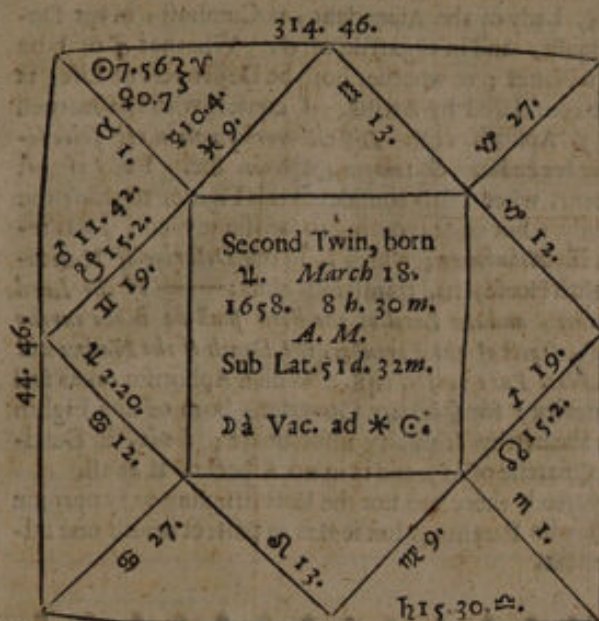 314. 46.
☉7.56 } ♈
♀0.7
☿10.4.
♓ 9.
♉ 1.
♒ 13.
♑ 27.
♑ 12.
♂ 11. 42.
☋15.2.
♊ 19.
44. 46.
Second Twin, born
♃. March 18.
1658. 8 h. 30 m.
A. M.
Sub Lat. 51 d. 32 m.
☽ à Vac. ad ⚹ ☉.
♃ 2.20.
♋ 12.
♐ 19.
☊15.2.
♏ 1.
♋ 27.
♌ 13.
♍ 9.
♄15.30.♎.